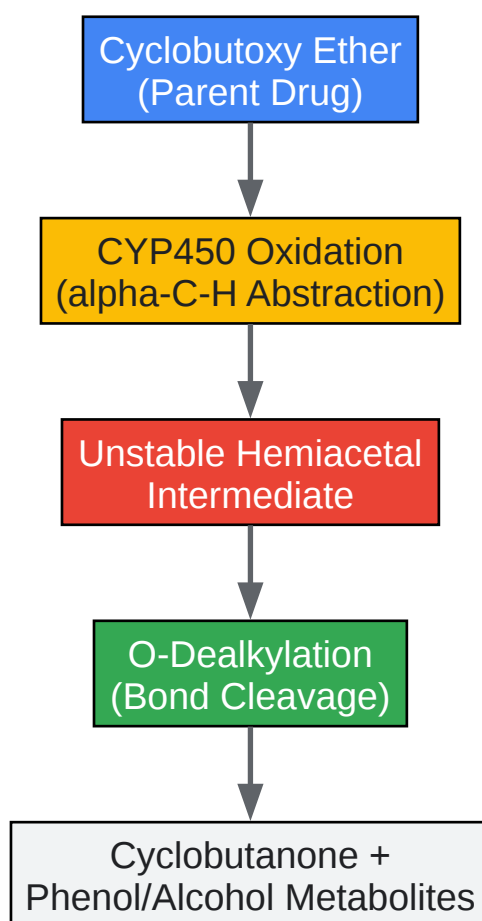 Cyclobutoxy Ether
(Parent Drug)
CYP450 Oxidation
(alpha-C-H Abstraction)
Unstable Hemiacetal
Intermediate
O-Dealkylation
(Bond Cleavage)
Cyclobutanone +
Phenol/Alcohol Metabolites